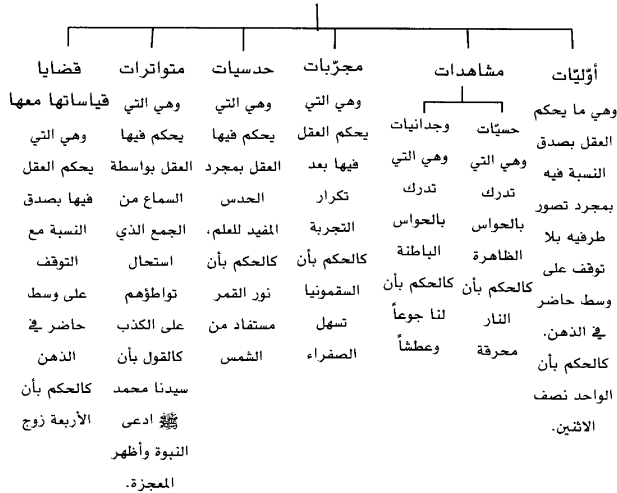 أوّليّات
وهي ما يحكم
العقل بصدق
النسبة فيه
بمجرد تصور
طرفيه بلا
توقف على
وسط حاضر
في الذهن.
كالحكم بأن
الواحد نصف
الاثنين.
مشاهدات
حسيّات
وهي التي
تدرك
بالحواس
الظاهرة
كالحكم بأن
النار
محرقة
وجدانيات
وهي التي
تدرك
بالحواس
الباطنة
كالحكم بأن
لنا جوعاً
وعطشاً
مجرّبات
وهي التي
يحكم العقل
فيها بعد
تكرار
التجربة
كالحكم بأن
السقمونيا
تسهل
الصفراء
حدسيات
وهي التي
يحكم فيها
العقل بمجرد
الحدس
المفيد للعلم،
كالحكم بأن
نور القمر
مستفاد من
الشمس
متواترات
وهي التي
يحكم فيها
العقل بواسطة
السماع من
الجمع الذي
استحال
تواطؤهم
على الكذب
كالقول بأن
سيدنا محمد
ﷺ ادعى
النبوة وأظهر
المعجزة.
قضايا
قياساتها معها
وهي التي
يحكم العقل
فيها بصدق
النسبة مع
التوقف
على وسط
حاضر في
الذهن
كالحكم بأن
الأربعة زوج